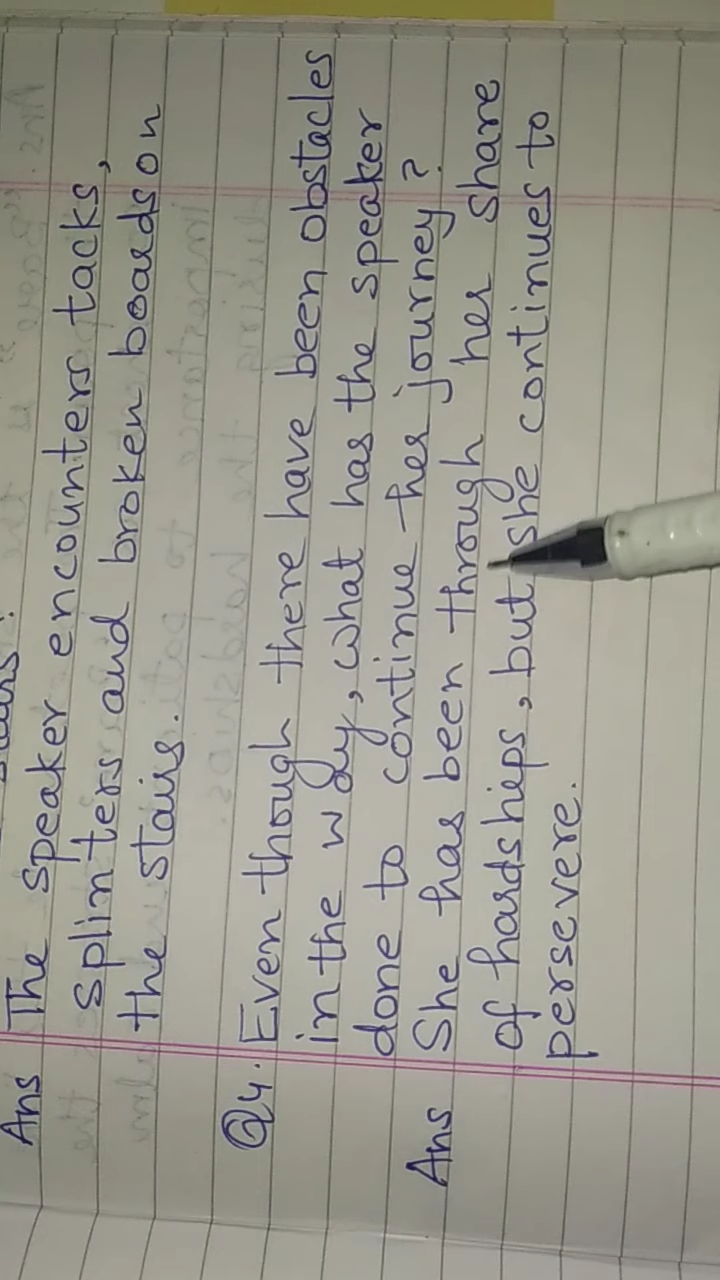 Ans The speaker encounters tacks,
splinters and broken boards on
the stairs.
Q4. Even though there have been obstacles
in the way, what has the speaker
done to continue her journey?
Ans She has been through her share
of hardships, but she continues to
persevere.